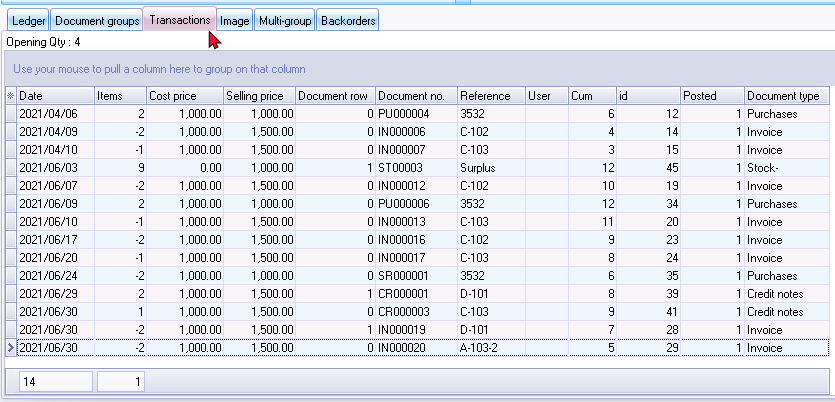 Ledger Document groups Transactions Image Multi-group Backorders
Opening Qty : 4
Use your mouse to pull a column here to group on that column
Date Items Cost price Selling price Document row Document no. Reference User Cum id Posted Document type
2021/04/06 2 1,000.00 1,000.00 0 PU000004 3532 6 12 1 Purchases
2021/04/09 -2 1,000.00 1,500.00 0 IN000006 C-102 4 14 1 Invoice
2021/04/10 -1 1,000.00 1,500.00 0 IN000007 C-103 3 15 1 Invoice
2021/06/03 9 0.00 1,000.00 1 ST00003 Surplus 12 45 1 Stock-
2021/06/07 -2 1,000.00 1,500.00 0 IN000012 C-102 10 19 1 Invoice
2021/06/09 2 1,000.00 1,000.00 0 PU000006 3532 12 34 1 Purchases
2021/06/10 -1 1,000.00 1,500.00 0 IN000013 C-103 11 20 1 Invoice
2021/06/17 -2 1,000.00 1,500.00 0 IN000016 C-102 9 23 1 Invoice
2021/06/20 -1 1,000.00 1,500.00 0 IN000017 C-103 8 24 1 Invoice
2021/06/24 -2 1,000.00 1,000.00 0 SR000001 3532 6 35 1 Purchases
2021/06/29 2 1,000.00 1,500.00 1 CR000001 D-101 8 39 1 Credit notes
2021/06/30 1 1,000.00 1,500.00 0 CR000003 C-103 9 41 1 Credit notes
2021/06/30 -2 1,000.00 1,500.00 1 IN000019 D-101 7 28 1 Invoice
2021/06/30 -2 1,000.00 1,500.00 0 IN000020 A-103-2 5 29 1 Invoice
14 1